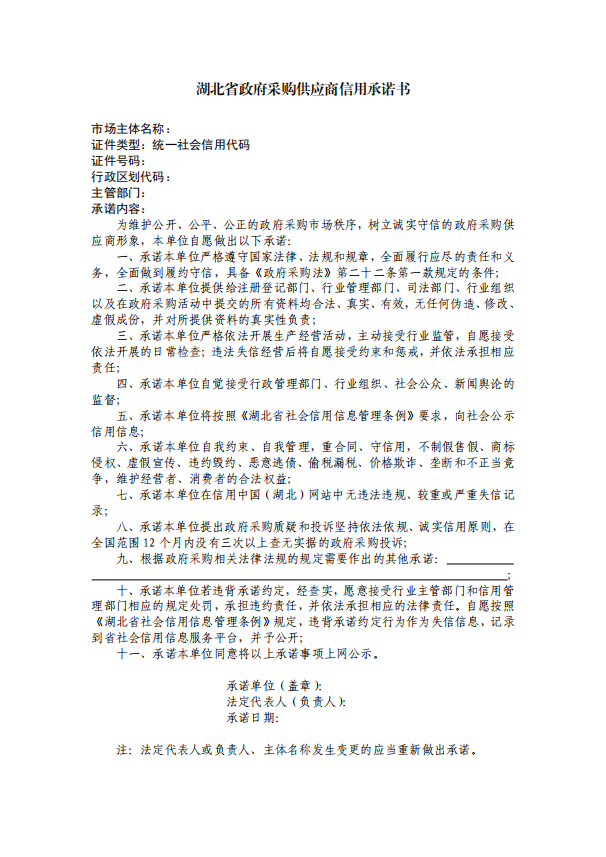 湖北省政府采购供应商信用承诺书
市场主体名称：
证件类型：统一社会信用代码
证件号码：
行政区划代码：
主管部门：
承诺内容：
为维护公开、公平、公正的政府采购市场秩序，树立诚实守信的政府采购供
应商形象，本单位自愿做出以下承诺：
一、承诺本单位严格遵守国家法律、法规和规章，全面履行应尽的责任和义
务，全面做到履约守信，具备《政府采购法》第二十二条第一款规定的条件；
二、承诺本单位提供给注册登记部门、行业管理部门、司法部门、行业组织
以及在政府采购活动中提交的所有资料均合法、真实、有效，无任何伪造、修改、
虚假成份，并对所提供资料的真实性负责；
三、承诺本单位严格依法开展生产经营活动，主动接受行业监管，自愿接受
依法开展的日常检查；违法失信经营后将自愿接受约束和惩戒，并依法承担相应
责任；
四、承诺本单位自觉接受行政管理部门、行业组织、社会公众、新闻舆论的
监督；
五、承诺本单位将按照《湖北省社会信用信息管理条例》要求，向社会公示
信用信息；
六、承诺本单位自我约束、自我管理，重合同、守信用，不制假售假、商标
侵权、虚假宣传、违约毁约、恶意逃债、偷税漏税、价格欺诈、垄断和不正当竞
争，维护经营者、消费者的合法权益；
七、承诺本单位在信用中国（湖北）网站中无违法违规、较重或严重失信记
录；
八、承诺本单位提出政府采购质疑和投诉坚持依法依规、诚实信用原则，在
全国范围 12 个月内没有三次以上查无实据的政府采购投诉；
九、根据政府采购相关法律法规的规定需要作出的其他承诺：
；
十、承诺本单位若违背承诺约定，经查实，愿意接受行业主管部门和信用管
理部门相应的规定处罚，承担违约责任，并依法承担相应的法律责任。自愿按照
《湖北省社会信用信息管理条例》规定，违背承诺约定行为作为失信信息，记录
到省社会信用信息服务平台，并予公开；
十一、承诺本单位同意将以上承诺事项上网公示。
承诺单位（盖章）：
法定代表人（负责人）：
承诺日期：
注：法定代表人或负责人、主体名称发生变更的应当重新做出承诺。